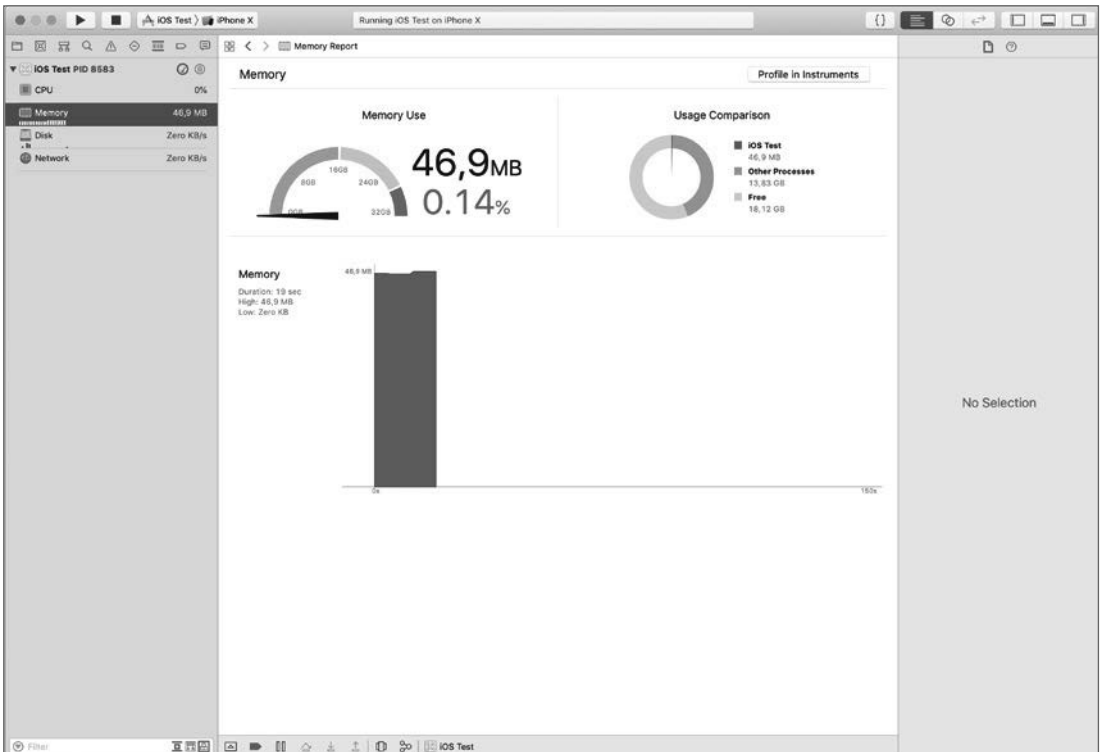 iOS Test
iPhone X
Running iOS Test on iPhone X
{}
Memory Report
iOS Test PID 8583
CPU
0%
Memory
46,9 MB
Disk
Zero KB/s
Network
Zero KB/s
Filter
Memory
Profile in Instruments
Memory Use
0GB
8GB
16GB
24GB
32GB
46,9MB
0.14%
Usage Comparison
iOS Test
46,9 MB
Other Processes
13,83 GB
Free
18,12 GB
Memory
Duration: 19 sec
High: 46,9 MB
Low: Zero KB
46,9 MB
0s
150s
No Selection
iOS Test